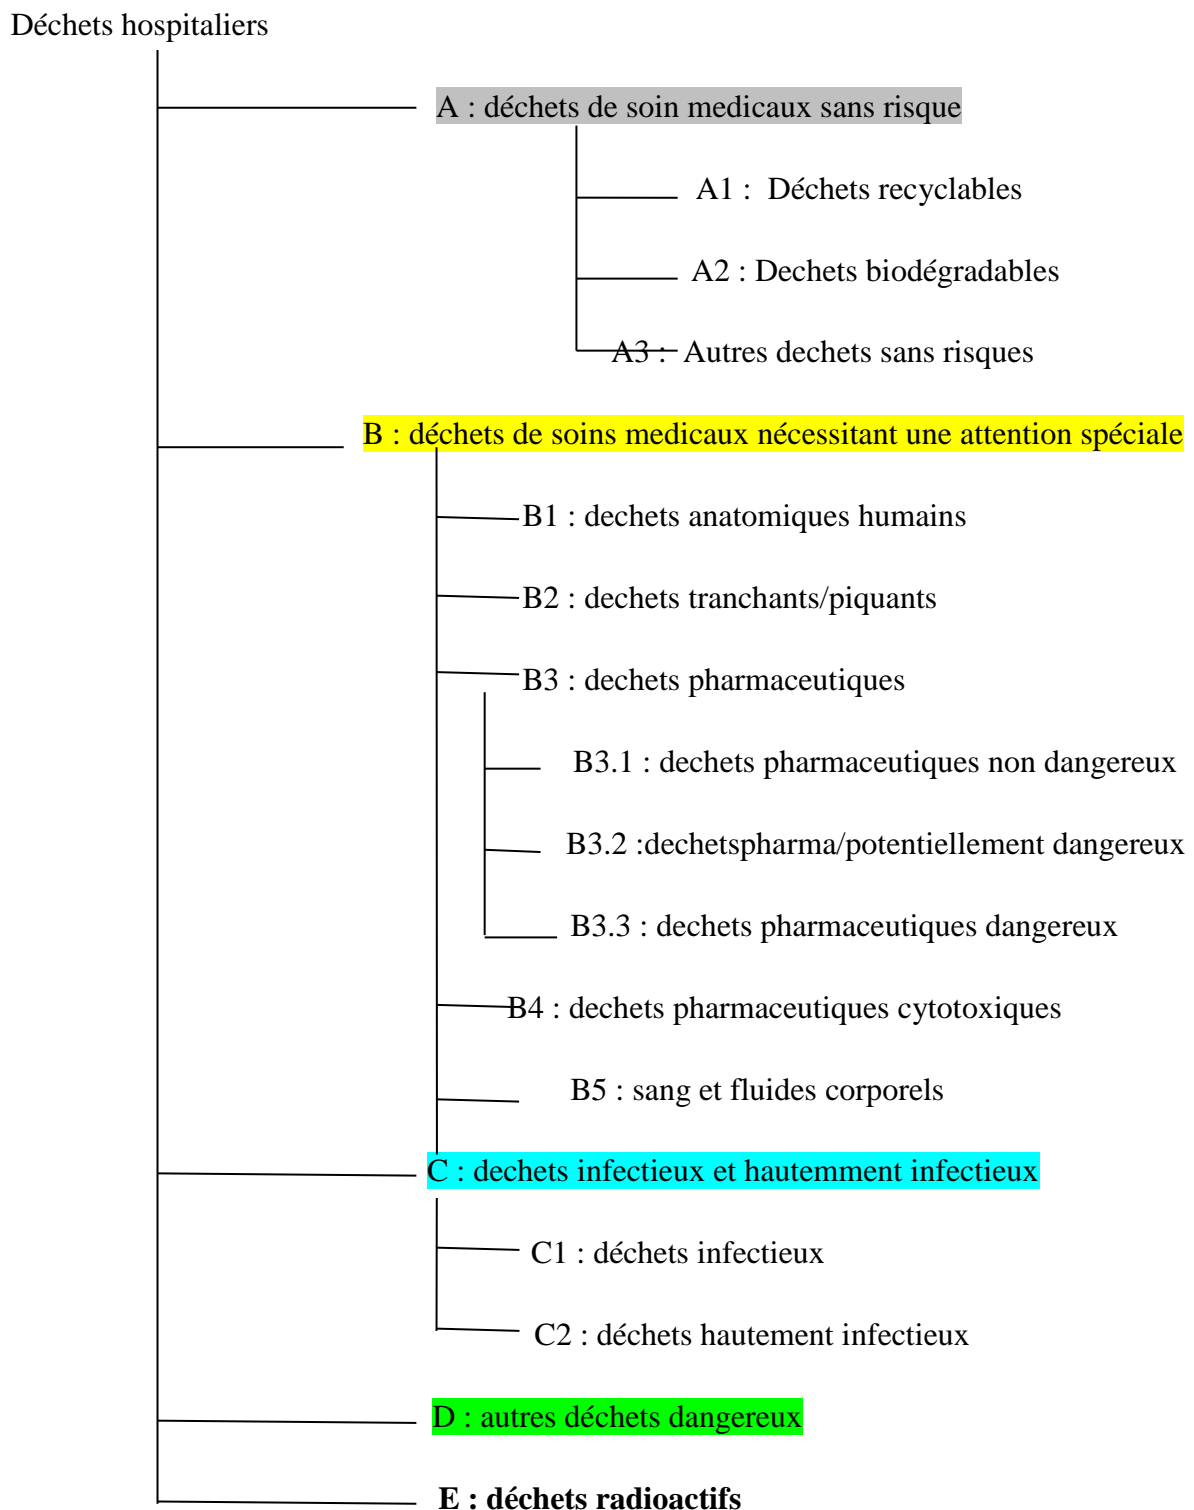 Déchets hospitaliers
A : déchets de soin medicaux sans risque
A1 : Déchets recyclables
A2 : Dechets biodégradables
A3 : Autres dechets sans risques
B : déchets de soins medicaux nécessitant une attention spéciale
B1 : dechets anatomiques humains
B2 : dechets tranchants/piquants
B3 : dechets pharmaceutiques
B3.1 : dechets pharmaceutiques non dangereux
B3.2 :dechetspharma/potentiellement dangereux
B3.3 : dechets pharmaceutiques dangereux
B4 : dechets pharmaceutiques cytotoxiques
B5 : sang et fluides corporels
C : dechets infectieux et hautemment infectieux
C1 : déchets infectieux
C2 : déchets hautement infectieux
D : autres déchets dangereux
E : déchets radioactifs